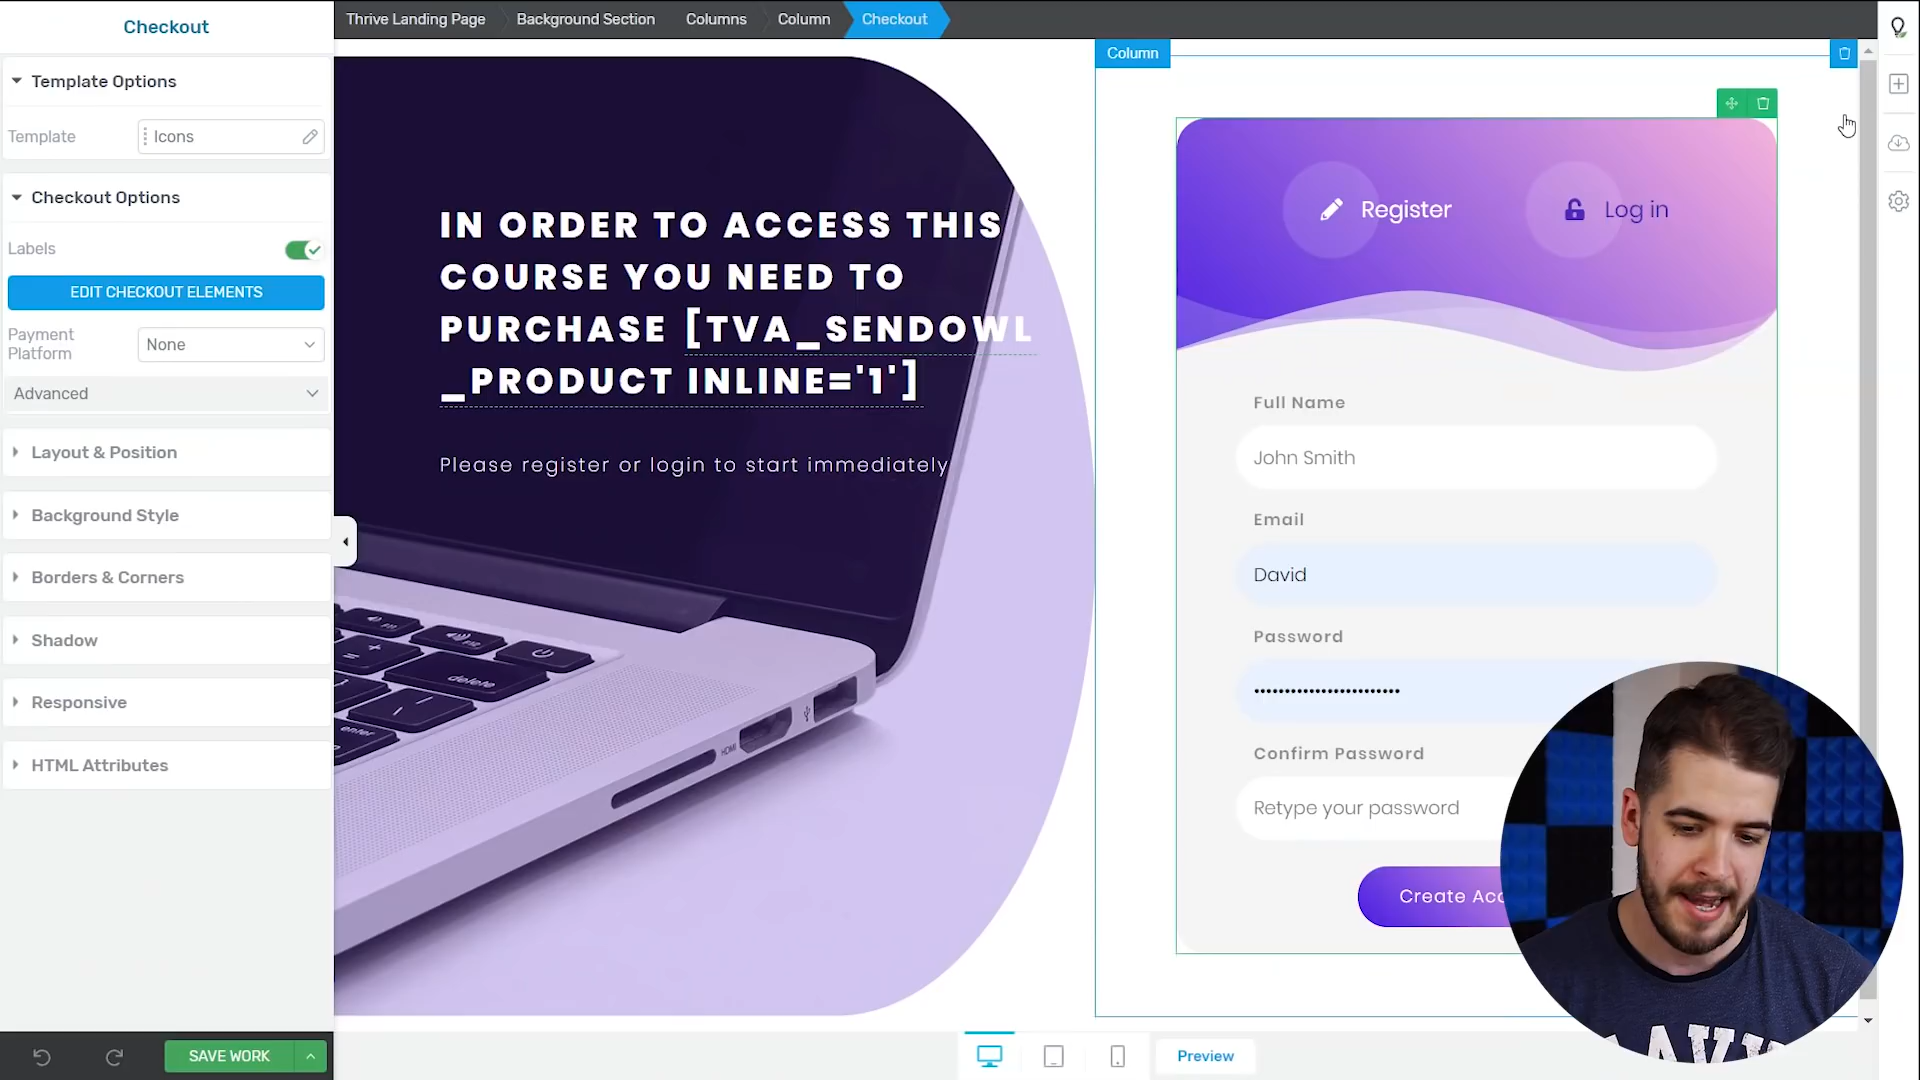 Checkout
Thrive Landing Page
Background Section
Columns
Column
Checkout
Template Options
Template
Icons
Checkout Options
Labels
EDIT CHECKOUT ELEMENTS
Payment
Platform
None
Advanced
Layout & Position
Background Style
Borders & Corners
Shadow
Responsive
HTML Attributes
SAVE WORK
IN ORDER TO ACCESS THIS
COURSE YOU NEED TO
PURCHASE [TVA_SENDOWL
_PRODUCT INLINE='1']
Please register or login to start immediately
delete
enter
HDMI
Column
Register
Log in
Full Name
John Smith
Email
David
Password
Confirm Password
Retype your password
Create Acc
Preview